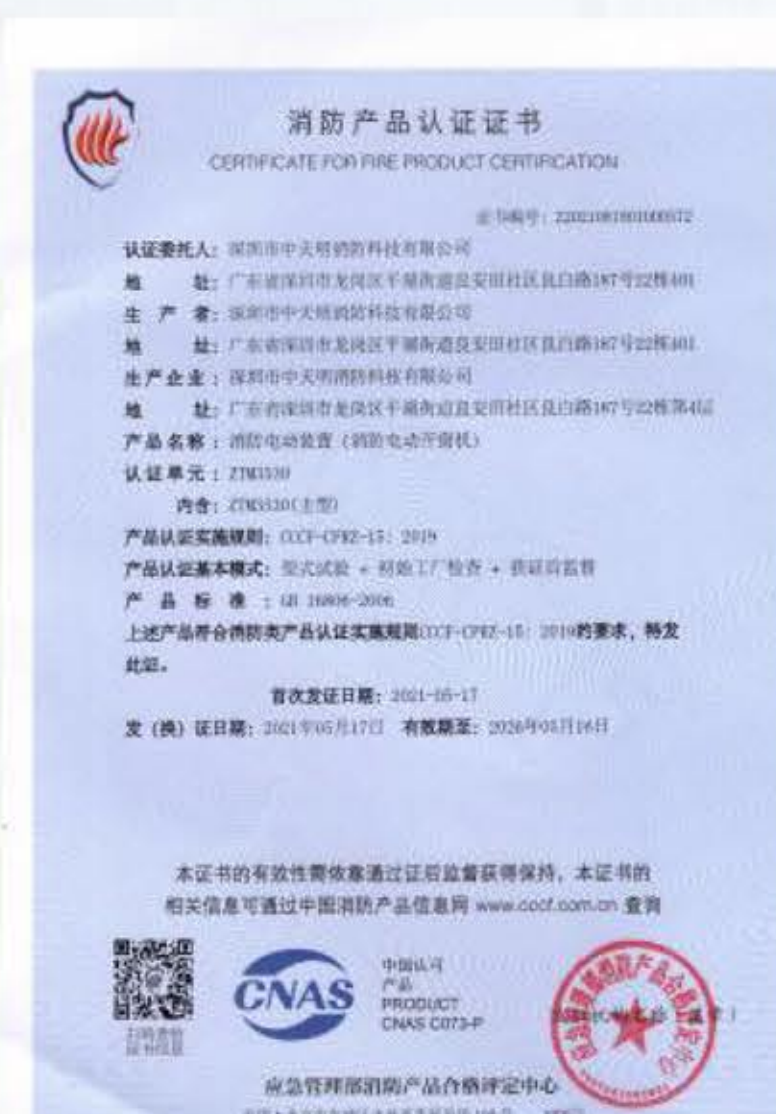 消防产品认证证书
CERTIFICATE FOR FIRE PRODUCT CERTIFICATION
证书编号：
认证委托人：深圳市中天明消防科技有限公司
地 址：广东省深圳市龙岗区平湖街道良安田社区良白路187号22栋401
生 产 者：深圳市中天明消防科技有限公司
地 址：广东省深圳市龙岗区平湖街道良安田社区良白路187号22栋401
生产企业：深圳市中天明消防科技有限公司
地 址：广东省深圳市龙岗区平湖街道良安田社区良白路187号22栋第4层
产品名称：消防电动装置（消防电动开窗机）
认证单元：
内含：(主型)
产品认证实施规则：CCCF-CPRZ-15：2019
产品认证基本模式：型式试验 + 初始工厂检查 + 获证后监督
产 品 标 准 ：GB 16806-2006
上述产品符合消防类产品认证实施规则CCCF-CPRZ-15：2019的要求，特发
此证。
首次发证日期：2021-05-17
发（换）证日期：2021年05月17日 有效期至：2026年05月16日
本证书的有效性需依靠通过证后监督获得保持，本证书的
相关信息可通过中国消防产品信息网 www.cccf.com.cn 查询
CNAS
中国认可
产品
PRODUCT
CNAS C073-P
应急管理部消防产品合格评定中心